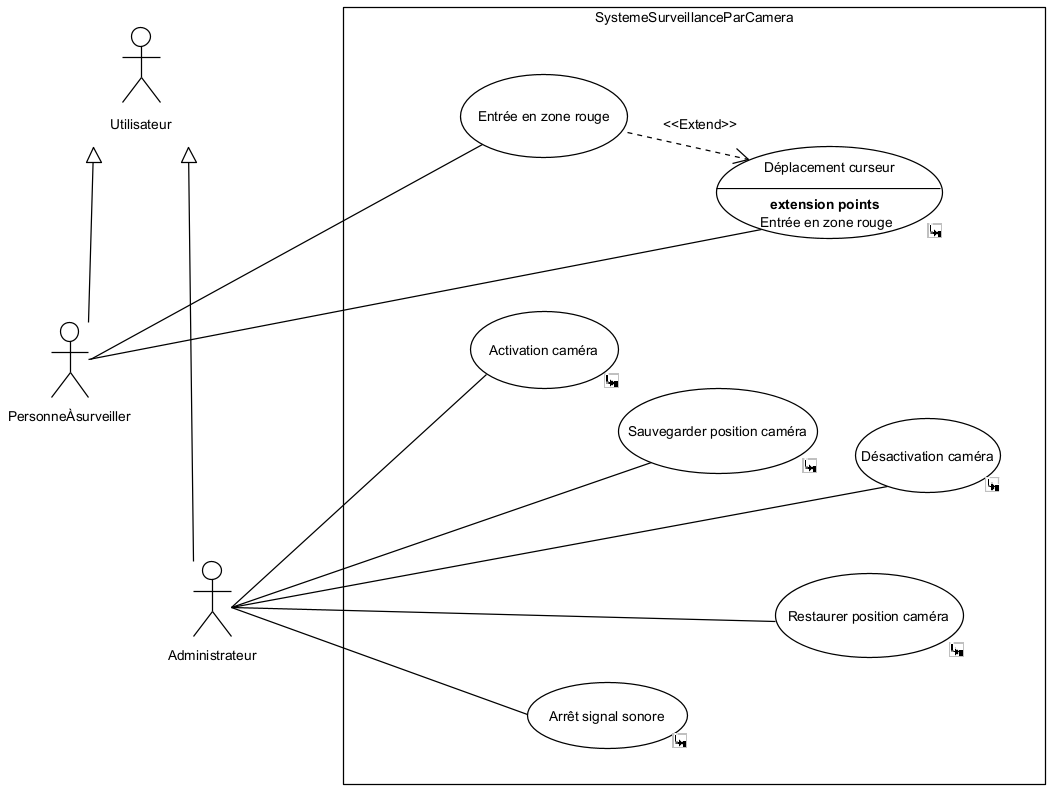 SystemeSurveillanceParCamera
Utilisateur
Entrée en zone rouge
<<Extend>>
Déplacement curseur
extension points
Entrée en zone rouge
Activation caméra
PersonneÀsurveiller
Sauvegarder position caméra
Désactivation caméra
Restaurer position caméra
Administrateur
Arrêt signal sonore